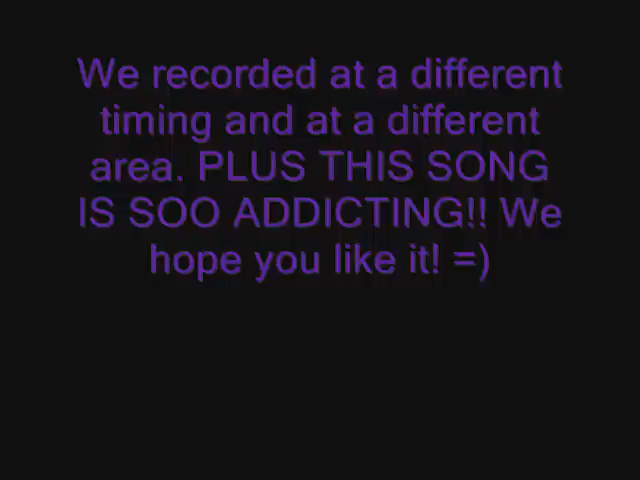 We recorded at a different
timing and at a different
area. PLUS THIS SONG
IS SOO ADDICTING!! We
hope you like it! =)